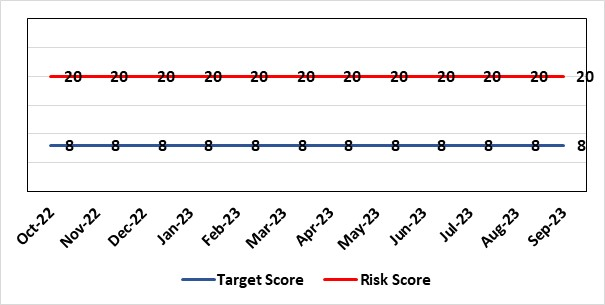 20 20 20 20 20 20 20 20 20 20 20 20
8 8 8 8 8 8 8 8 8 8 8 8
Oct-22 Nov-22 Dec-22 Jan-23 Feb-23 Mar-23 Apr-23 May-23 Jun-23 Jul-23 Aug-23 Sep-23
Target Score Risk Score